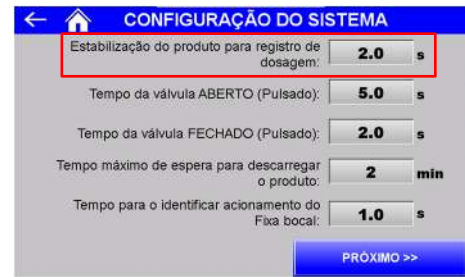 CONFIGURAÇÃO DO SISTEMA
Estabilização do produto para registro de
dosagem: 2.0 s
Tempo da válvula ABERTO (Pulsado): 5.0 s
Tempo da válvula FECHADO (Pulsado): 2.0 s
Tempo máximo de espera para descarregar
o produto: 2 min
Tempo para o identificar acionamento do
Fixa bocal: 1.0 s
PRÓXIMO >>